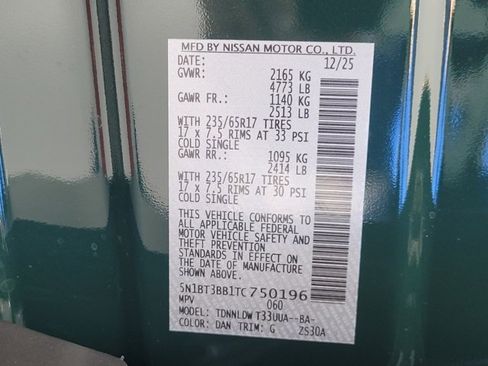 MFD BY NISSAN MOTOR CO., LTD.
DATE: 12/25
GVWR: 2165 KG
4773 LB
GAWR FR.: 1140 KG
2513 LB
WITH 235/65R17 TIRES
17 x 7.5 RIMS AT 33 PSI
COLD SINGLE
GAWR RR.: 1095 KG
2414 LB
WITH 235/65R17 TIRES
17 x 7.5 RIMS AT 30 PSI
COLD SINGLE
THIS VEHICLE CONFORMS TO
ALL APPLICABLE FEDERAL
MOTOR VEHICLE SAFETY AND
THEFT PREVENTION
STANDARDS IN EFFECT ON
THE DATE OF MANUFACTURE
SHOWN ABOVE.
5N1BT3BB1TC750196
MPV 060
MODEL: TDNNLDW T33UUA--BA-
COLOR: DAN TRIM: G ZS30A